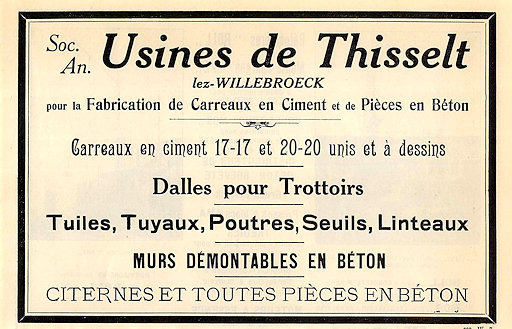 Soc. An. Usines de Thisselt
lez-WILLEBROECK
pour la Fabrication de Carreaux en Ciment et de Pièces en Béton
Carreaux en ciment 17-17 et 20-20 unis et à dessins
Dalles pour Trottoirs
Tuiles, Tuyaux, Poutres, Seuils, Linteaux
MURS DÉMONTABLES EN BÉTON
CITERNES ET TOUTES PIÈCES EN BÉTON